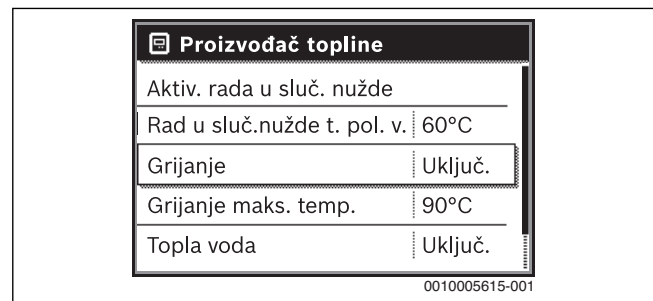 Proizvođač topline
Aktiv. rada u sluč. nužde
Rad u sluč.nužde t. pol. v. 60°C
Grijanje Uključ.
Grijanje maks. temp. 90°C
Topla voda Uključ.
0010005615-001